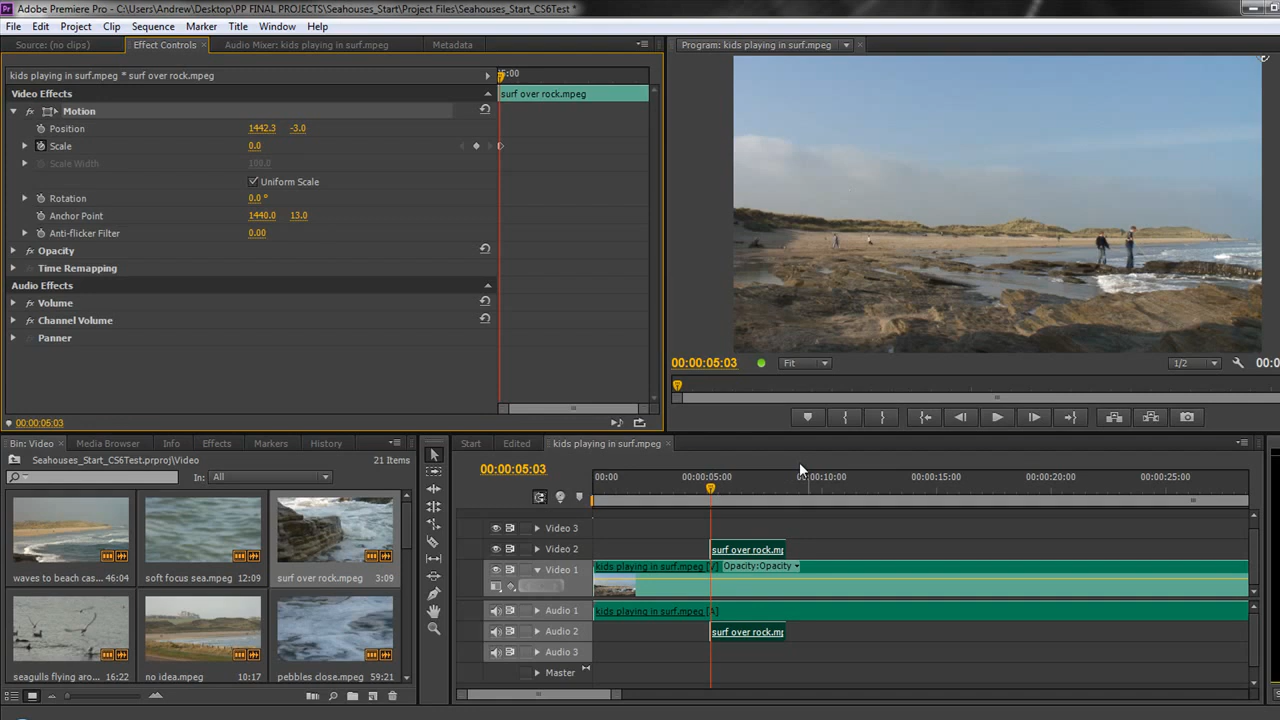 Adobe Premiere Pro - C:\Users\Andrew\Desktop\PP FINAL PROJECTS\Seahouses_Start\Project Files\Seahouses_Start_CS6Test *
File Edit Project Clip Sequence Marker Title Window Help
Source: (no clips) Effect Controls × Audio Mixer: kids playing in surf.mpeg Metadata
Program: kids playing in surf.mpeg ×
kids playing in surf.mpeg * surf over rock.mpeg
Video Effects
surf over rock.mpeg
fx Motion
Position 1442.3 -3.0
Scale 0.0
Scale Width 100.0
Uniform Scale
Rotation 0.0 °
Anchor Point 1440.0 13.0
Anti-flicker Filter 0.00
fx Opacity
Time Remapping
Audio Effects
fx Volume
fx Channel Volume
Panner
00:00:05:03
00:00:05:03 Fit 1/2
Bin: Video × Media Browser Info Effects Markers History
Seahouses_Start_CS6Test.prproj\Video 21 Items
In: All
waves to beach cas... 46:04
soft focus sea.mpeg 12:09
surf over rock.mpeg 3:09
seagulls flying aro... 16:22
no idea.mpeg 10:17
pebbles close.mpeg 59:21
Start Edited kids playing in surf.mpeg ×
00:00:05:03
00:00 00:00:05:00 00:00:10:00 00:00:15:00 00:00:20:00 00:00:25:00
Video 3
Video 2 surf over rock.mp
Video 1 kids playing in surf.mpeg [V] Opacity:Opacity
Audio 1 kids playing in surf.mpeg [A]
Audio 2 surf over rock.mp
Audio 3
Master